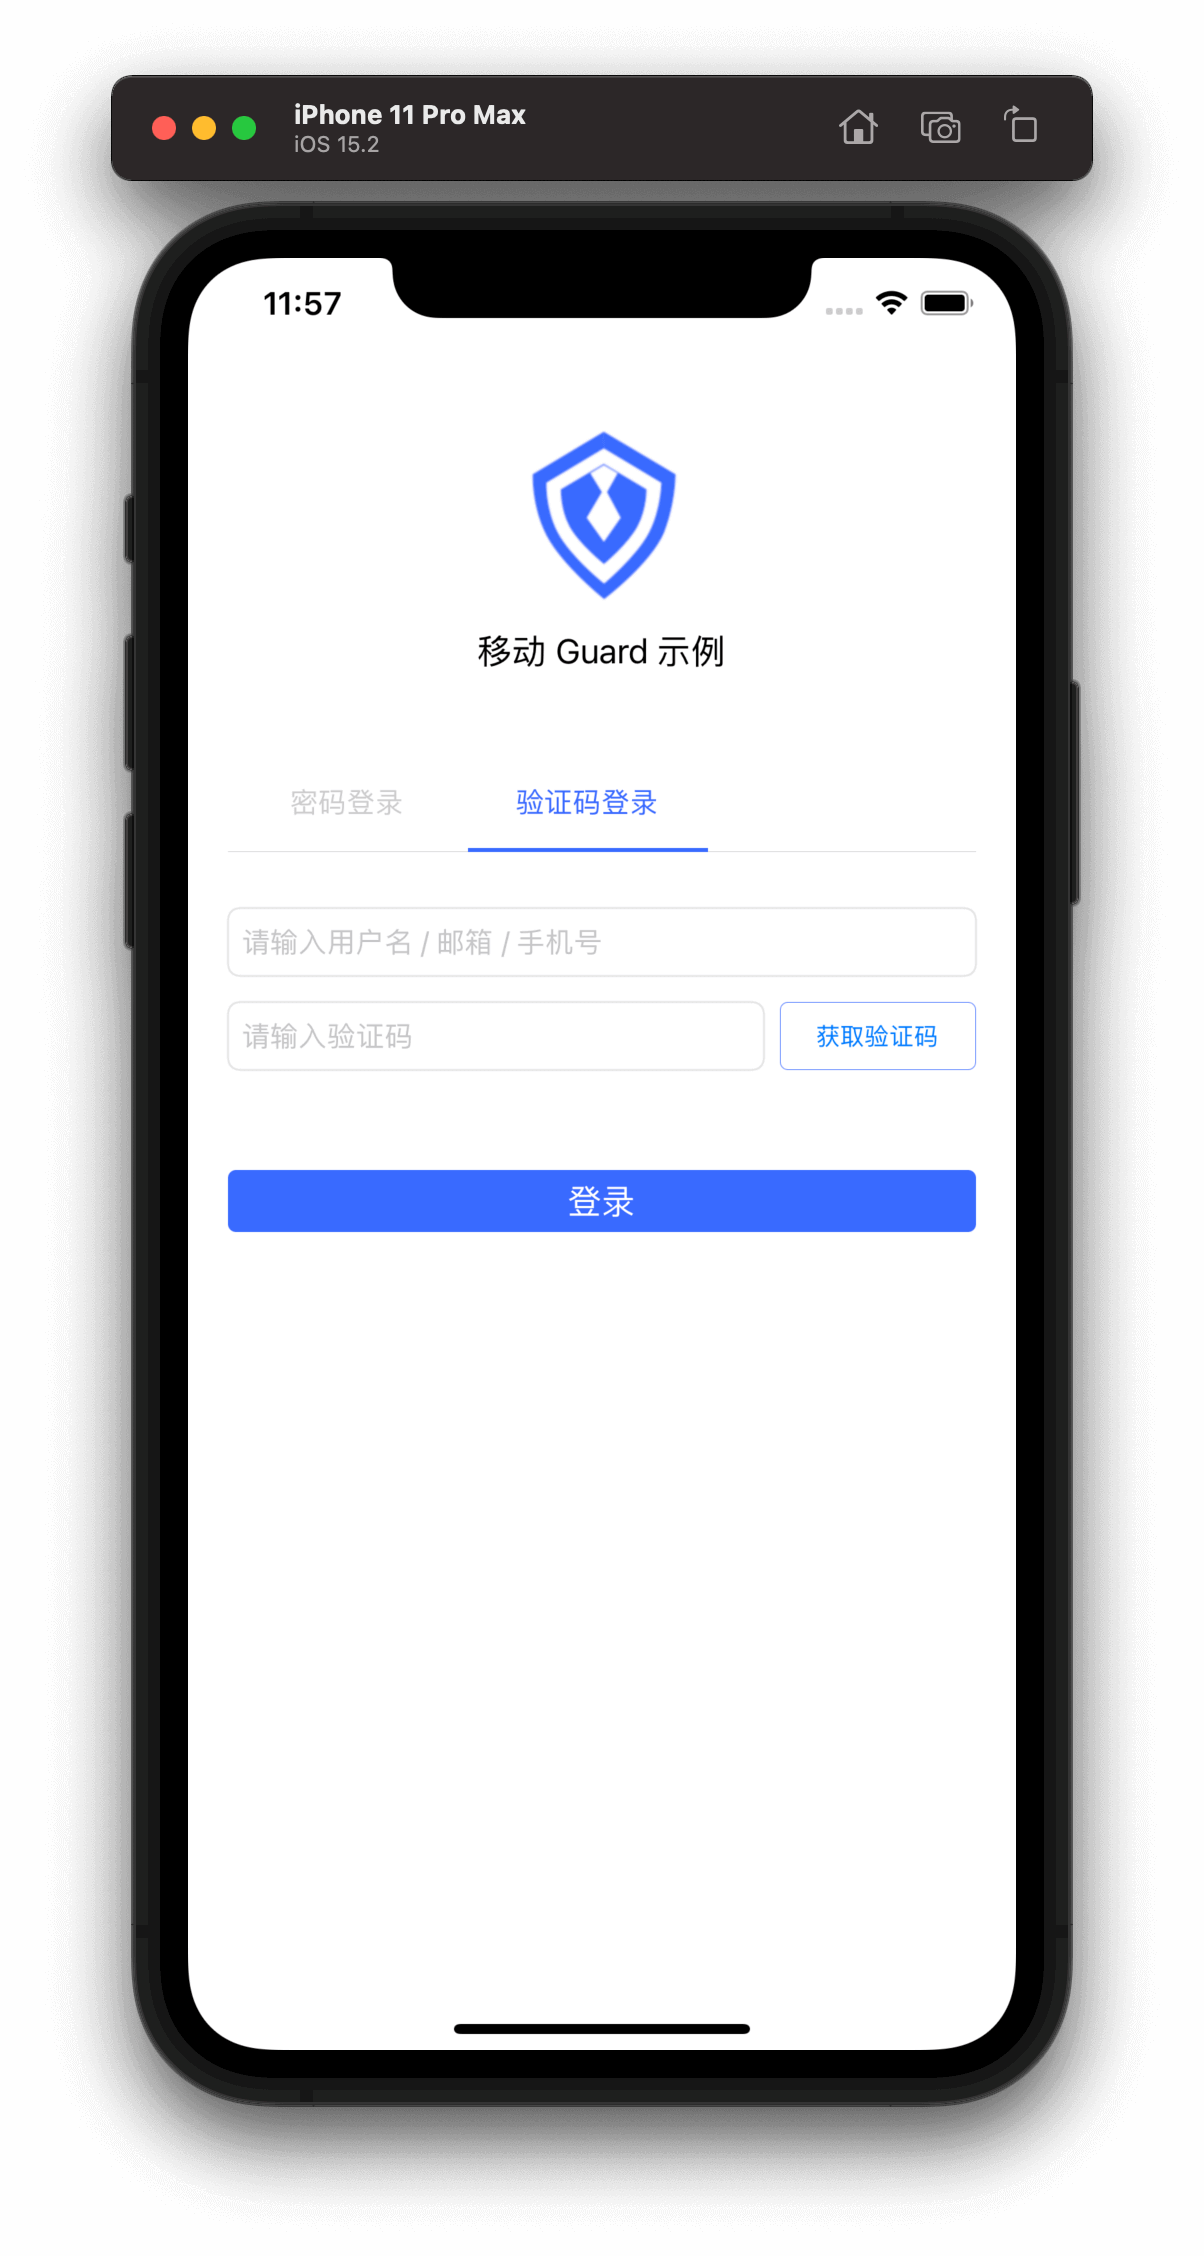 iPhone 11 Pro Max
iOS 15.2
11:57
移动 Guard 示例
密码登录 验证码登录
请输入用户名 / 邮箱 / 手机号
请输入验证码 获取验证码
登录